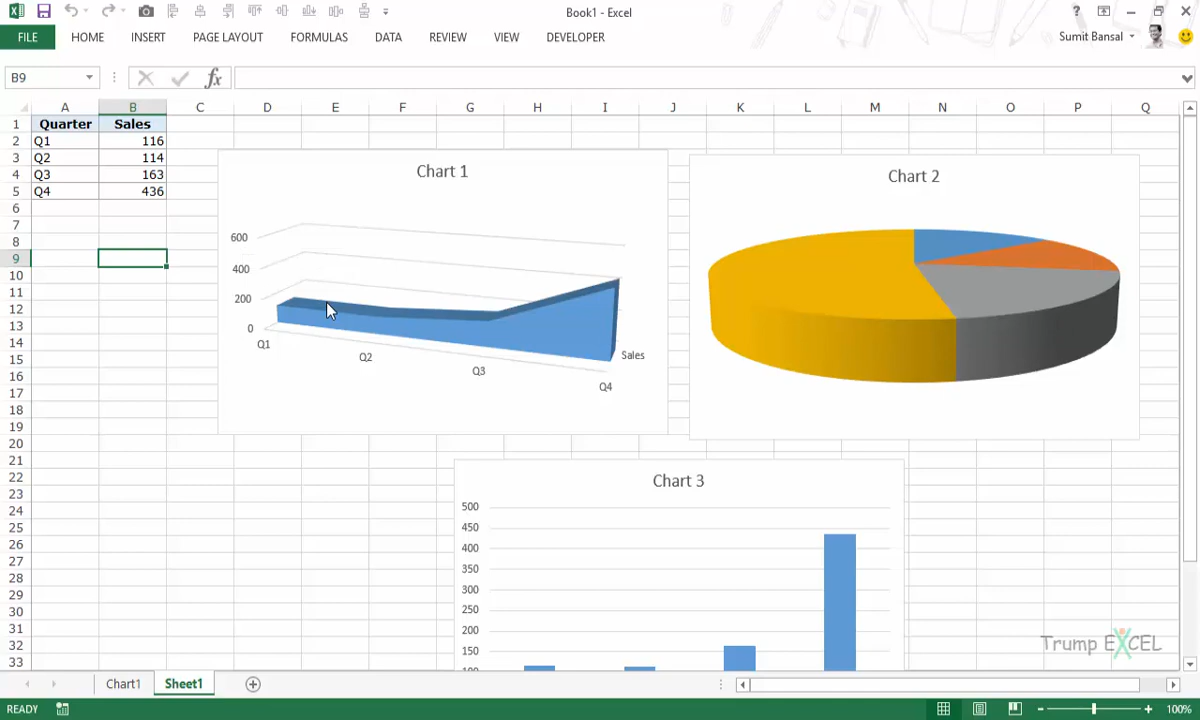 Book1 - Excel
?
FILE HOME INSERT PAGE LAYOUT FORMULAS DATA REVIEW VIEW DEVELOPER Sumit Bansal
B9 fx
A B C D E F G H I J K L M N O P Q
1 Quarter Sales
2 Q1 116
3 Q2 114
4 Q3 163
5 Q4 436
6
7
8
9
10
11
12
13
14
15
16
17
18
19
20
21
22
23
24
25
26
27
28
29
30
31
32
33
Chart 1
600
400
200
0
Q1
Q2
Q3
Q4
Sales
Chart 2
Chart 3
500
450
400
350
300
250
200
150
100
Trump EXCEL
Chart1 Sheet1
READY 100%